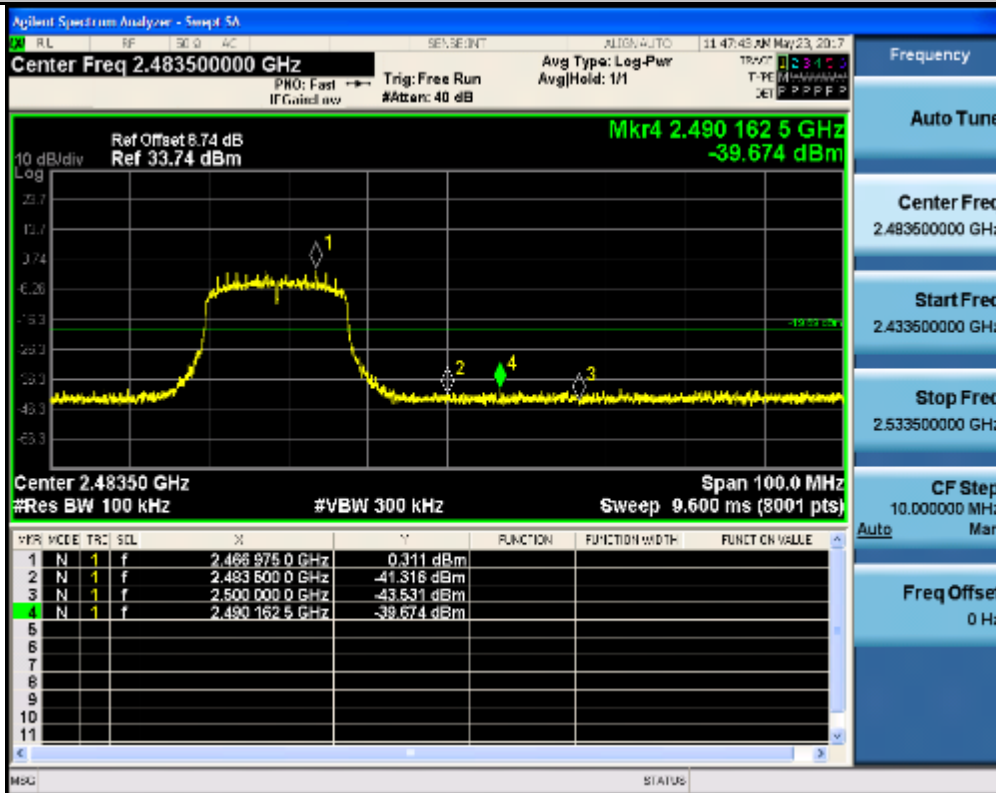 Agilent Spectrum Analyzer - Swept SA
RL RF 50 Ω AC SENSE:INT ALIGN AUTO 11:47:43 AM May 23, 2017
Center Freq 2.483500000 GHz
PNO: Fast
IFGain:Low
Trig: Free Run
#Atten: 40 dB
Avg Type: Log-Pwr
Avg|Hold: 1/1
TRACE 1 2 3 4 5 6
TYPE M
DET P P P P P P
Ref Offset 8.74 dB
10 dB/div Ref 33.74 dBm
Log
Mkr4 2.490 162 5 GHz
-39.674 dBm
23.7
13.7
3.74
-6.26
-16.3
-26.3
-36.3
-46.3
-56.3
1
2
4
3
Center 2.48350 GHz Span 100.0 MHz
#Res BW 100 kHz #VBW 300 kHz Sweep 9.600 ms (8001 pts)
MKR MODE TRC SCL X Y FUNCTION FUNCTION WIDTH FUNCTION VALUE
1 N 1 f 2.466 975 0 GHz 0.311 dBm
2 N 1 f 2.483 500 0 GHz -41.316 dBm
3 N 1 f 2.500 000 0 GHz -43.531 dBm
4 N 1 f 2.490 162 5 GHz -39.674 dBm
5
6
7
8
9
10
11
MSG STATUS
Frequency
Auto Tune
Center Freq
2.483500000 GHz
Start Freq
2.433500000 GHz
Stop Freq
2.533500000 GHz
CF Step
10.000000 MHz
Auto Man
Freq Offset
0 Hz